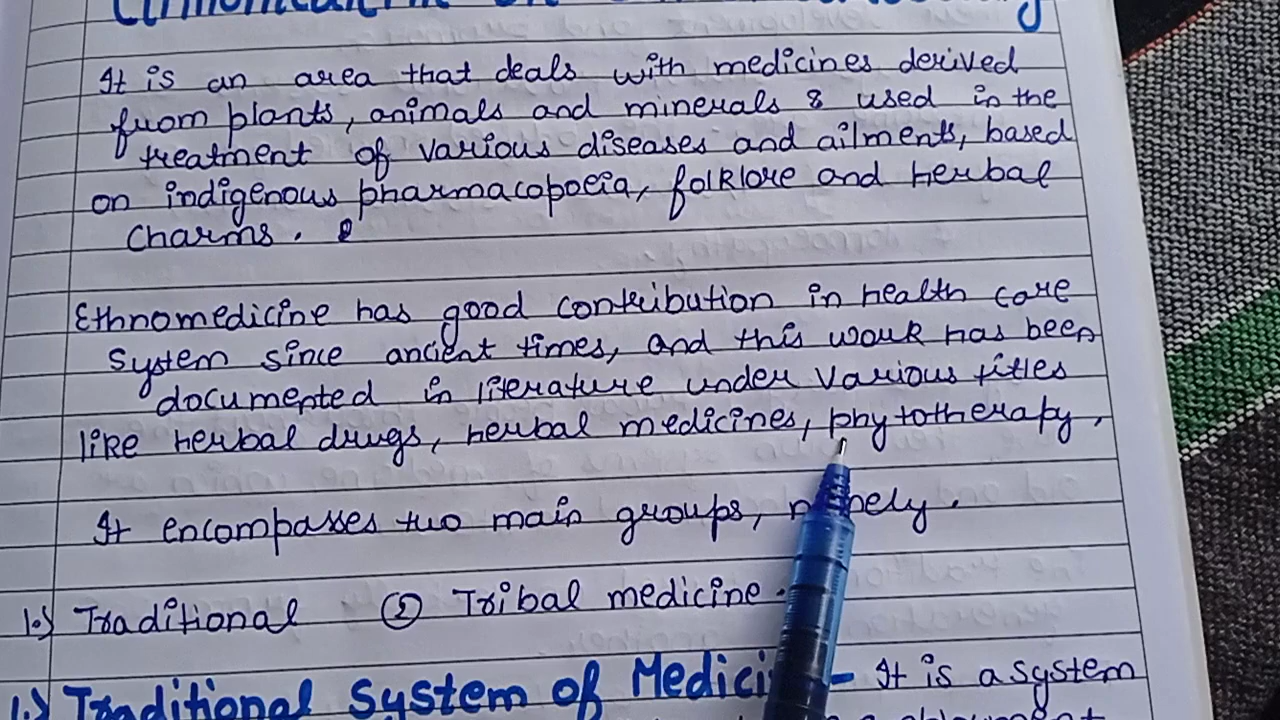 It is an area that deals with medicines derived
from plants, animals and minerals & used in the
treatment of various diseases and ailments, based
on indigenous pharmacopoeia, folklore and herbal
Charms.
Ethnomedicine has good contribution in health care
system since ancient times, and this work has been
documented in literature under various titles
like herbal drugs, herbal medicines, phytotherapy,
It encompasses two main groups, namely.
1.) Traditional ② Tribal medicine.
1.) Traditional System of Medici - It is a system